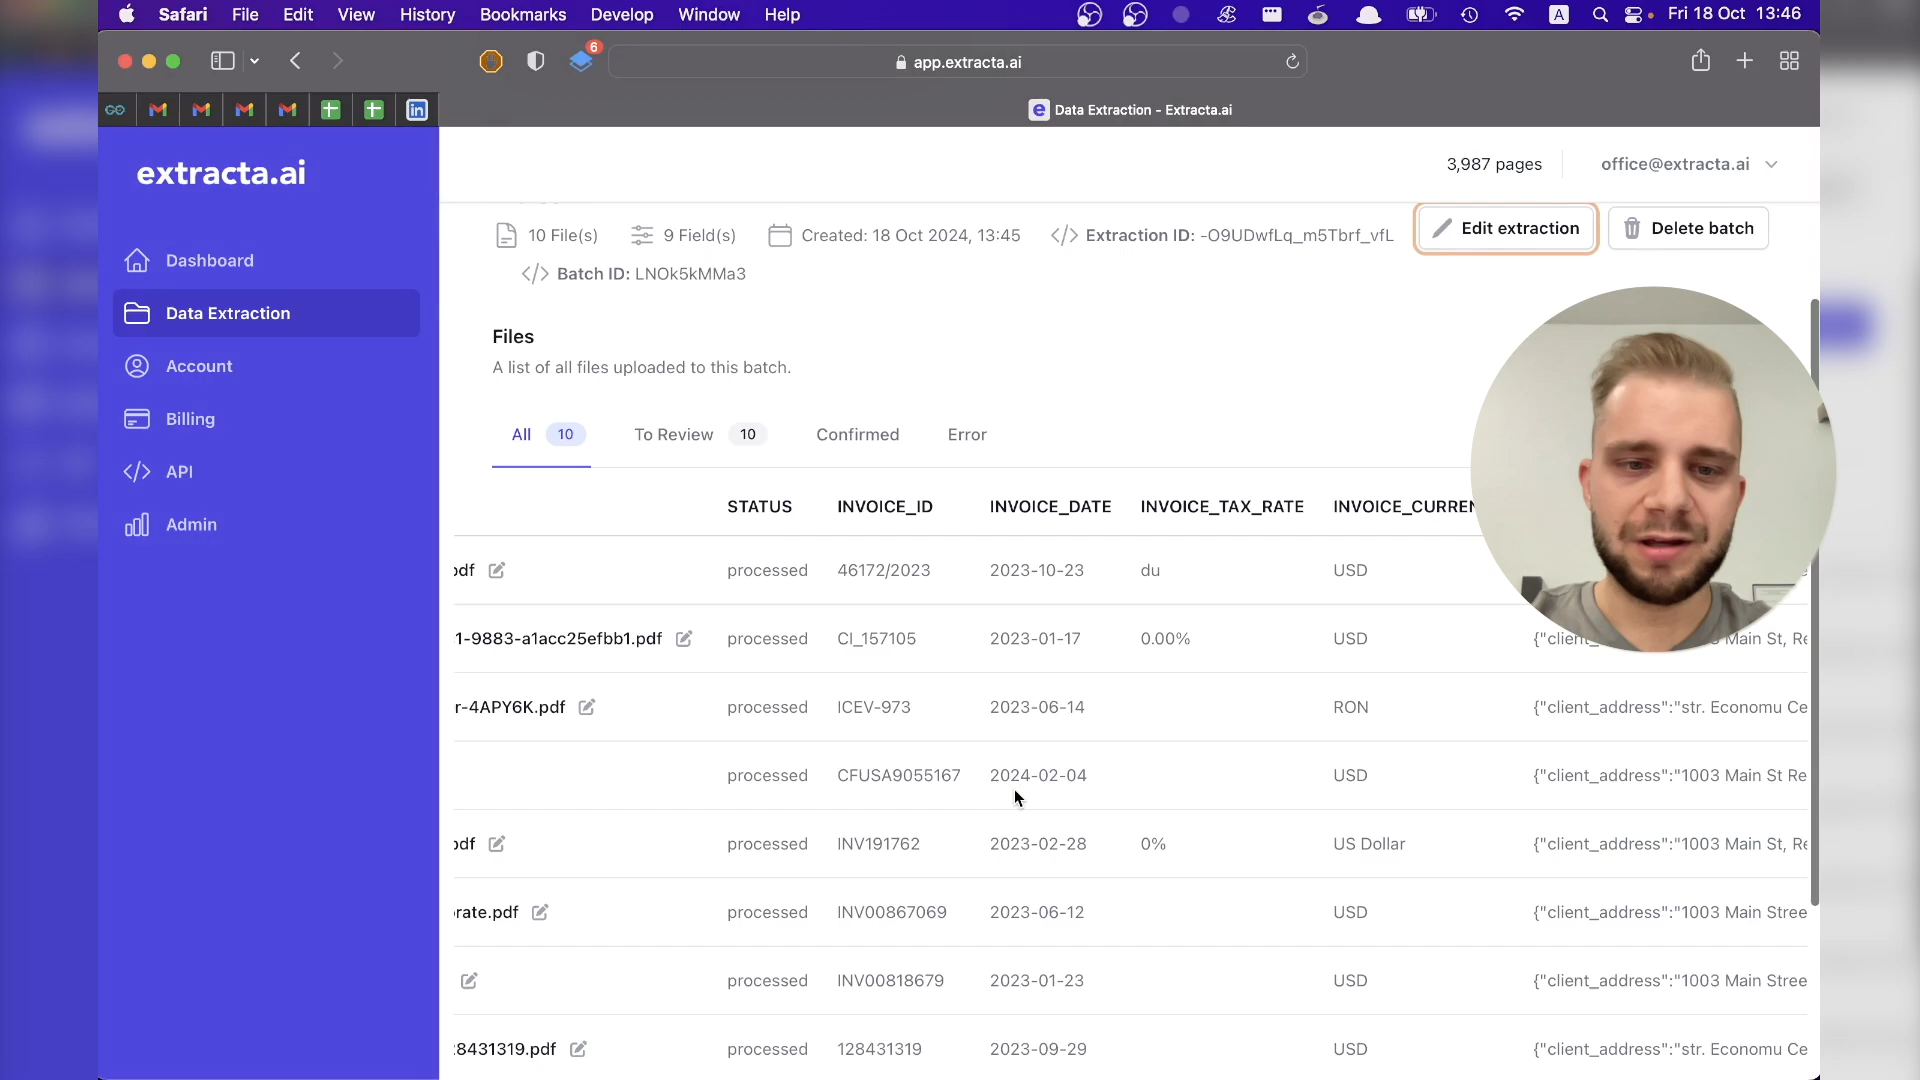 Safari File Edit View History Bookmarks Develop Window Help A Fri 18 Oct 13:46
6 app.extracta.ai
Data Extraction - Extracta.ai
extracta.ai
3,987 pages office@extracta.ai
Dashboard
Data Extraction
Account
Billing
API
Admin
10 File(s) 9 Field(s) Created: 18 Oct 2024, 13:45 Extraction ID: -O9UDwfLq_m5Tbrf_vfL Edit extraction Delete batch
Batch ID: LNOk5kMMa3
Files
A list of all files uploaded to this batch.
All 10 To Review 10 Confirmed Error
STATUS INVOICE_ID INVOICE_DATE INVOICE_TAX_RATE INVOICE_CURREN
pdf processed 46172/2023 2023-10-23 du USD
1-9883-a1acc25efbb1.pdf processed CI_157105 2023-01-17 0.00% USD {"client_ Main St, Re
r-4APY6K.pdf processed ICEV-973 2023-06-14 RON {"client_address":"str. Economu Ce
processed CFUSA9055167 2024-02-04 USD {"client_address":"1003 Main St Re
pdf processed INV191762 2023-02-28 0% US Dollar {"client_address":"1003 Main St, Re
rate.pdf processed INV00867069 2023-06-12 USD {"client_address":"1003 Main Stree
processed INV00818679 2023-01-23 USD {"client_address":"1003 Main Stree
28431319.pdf processed 128431319 2023-09-29 USD {"client_address":"str. Economu Ce